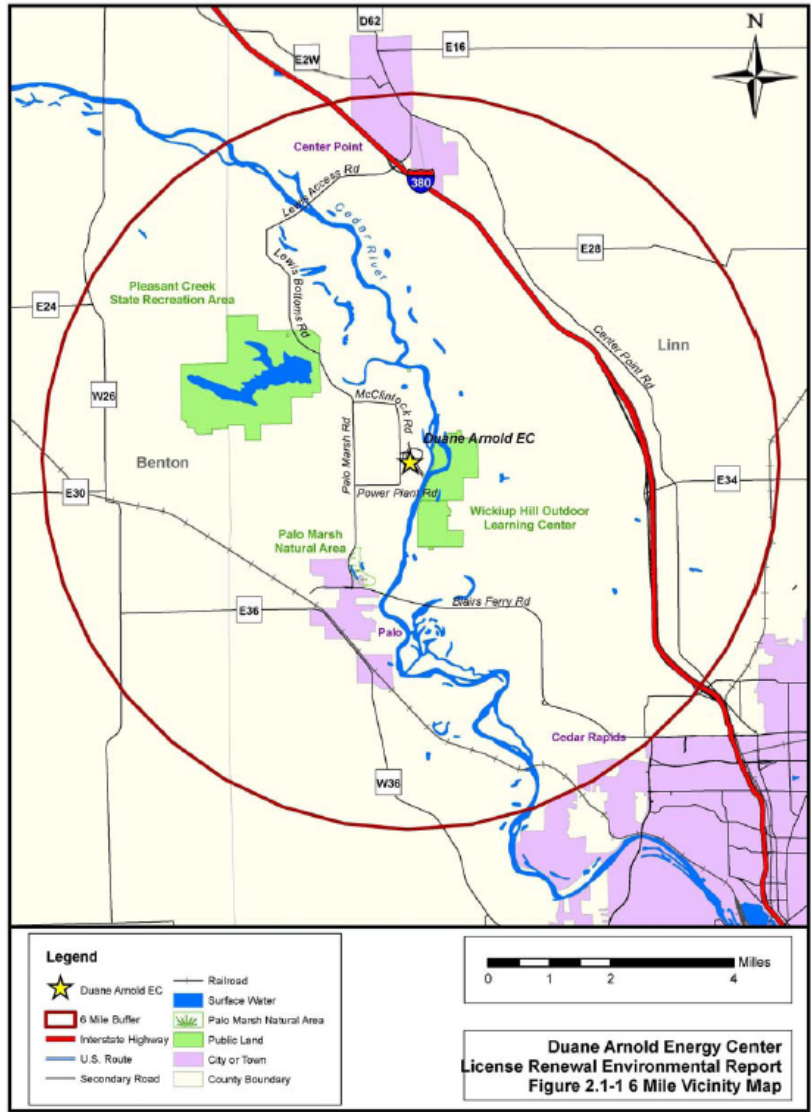 D62
N
E2W
E16
Center Point
Lewis Access Rd
380
Cedar River
E28
Lewis Bottoms Rd
Pleasant Creek
State Recreation Area
E24
Center Point Rd
Linn
W26
McClintock Rd
Duane Arnold EC
Benton
Palo Marsh Rd
E34
E30
Power Plant Rd
Wickiup Hill Outdoor
Learning Center
Palo Marsh
Natural Area
Blairs Ferry Rd
E36
Palo
Cedar Rapids
W36
Legend
Duane Arnold EC
6 Mile Buffer
Interstate Highway
U.S. Route
Secondary Road
Railroad
Surface Water
Palo Marsh Natural Area
Public Land
City or Town
County Boundary
Miles
0 1 2 4
Duane Arnold Energy Center
License Renewal Environmental Report
Figure 2.1-1 6 Mile Vicinity Map